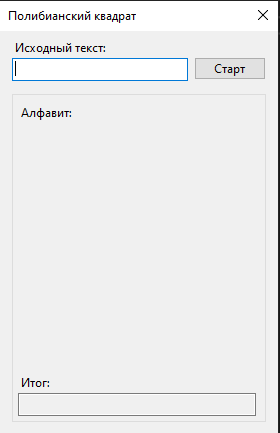 Полибианский квадрат
Исходный текст:
Старт
Алфавит:
Итог: